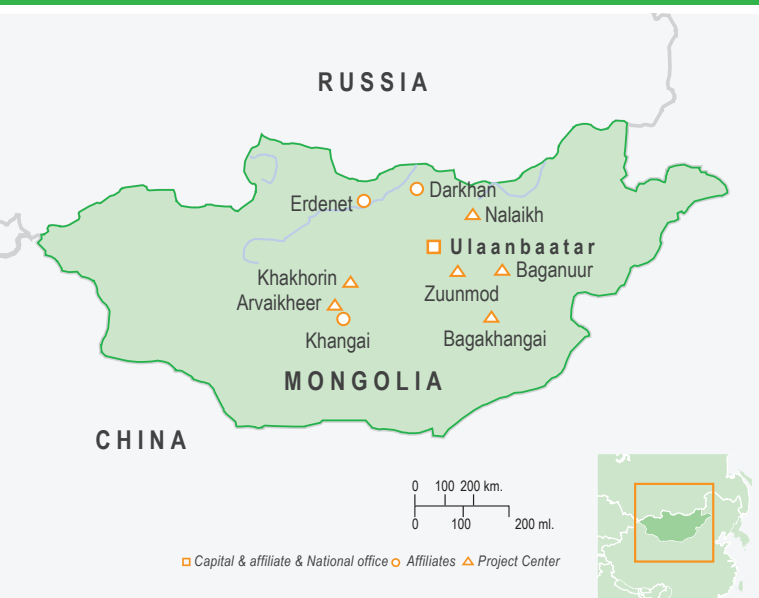 RUSSIA
Darkhan
Erdenet
Nalaikh
Ulaanbaatar
Khakhorin
Baganuur
Zuunmod
Arvaikheer
Khangai
Bagakhangai
MONGOLIA
CHINA
0 100 200 km.
0 100 200 ml.
Capital & affiliate & National office Affiliates Project Center